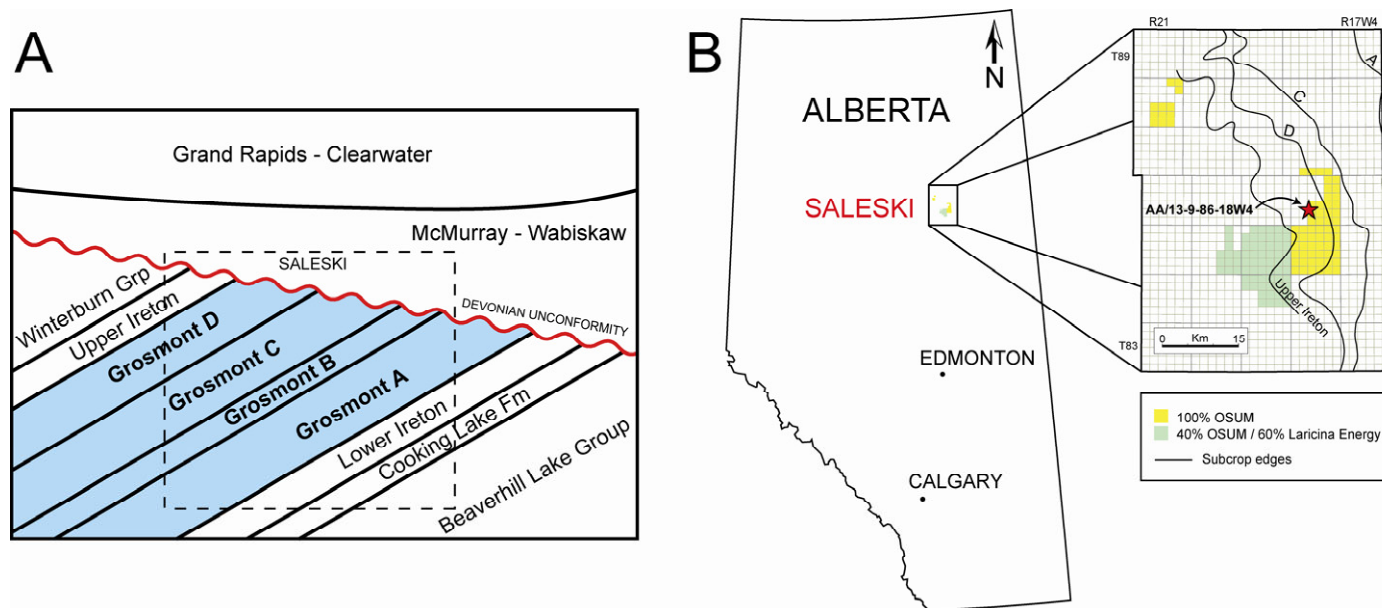 A
Grand Rapids - Clearwater
McMurray - Wabiskaw
SALESKI
DEVONIAN UNCONFORMITY
Winterburn Grp
Upper Ireton
Grosmont D
Grosmont C
Grosmont B
Grosmont A
Lower Ireton
Cooking Lake Fm
Beaverhill Lake Group
B
N
ALBERTA
SALESKI
EDMONTON
CALGARY
R21
R17W4
T89
A
C
D
AA/13-9-86-18W4
Upper Ireton
T83
0 Km 15
100% OSUM
40% OSUM / 60% Laricina Energy
Subcrop edges